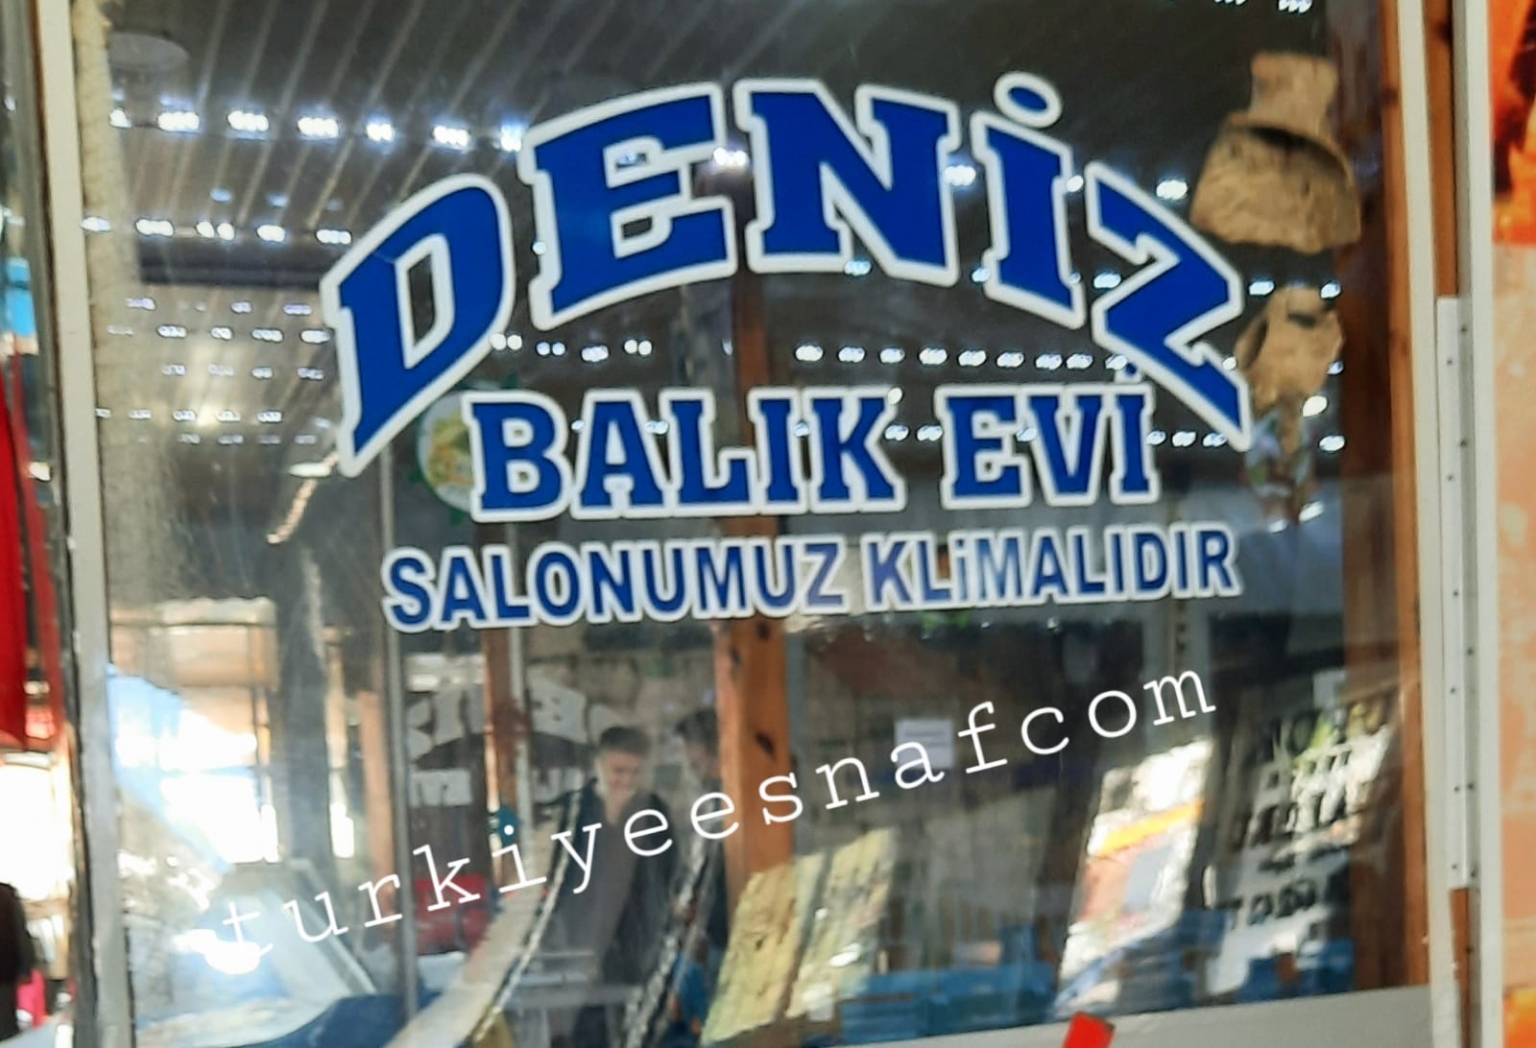 DENİZ
BALIK EVİ
SALONUMUZ KLİMALIDIR
turkiyeesnafcom